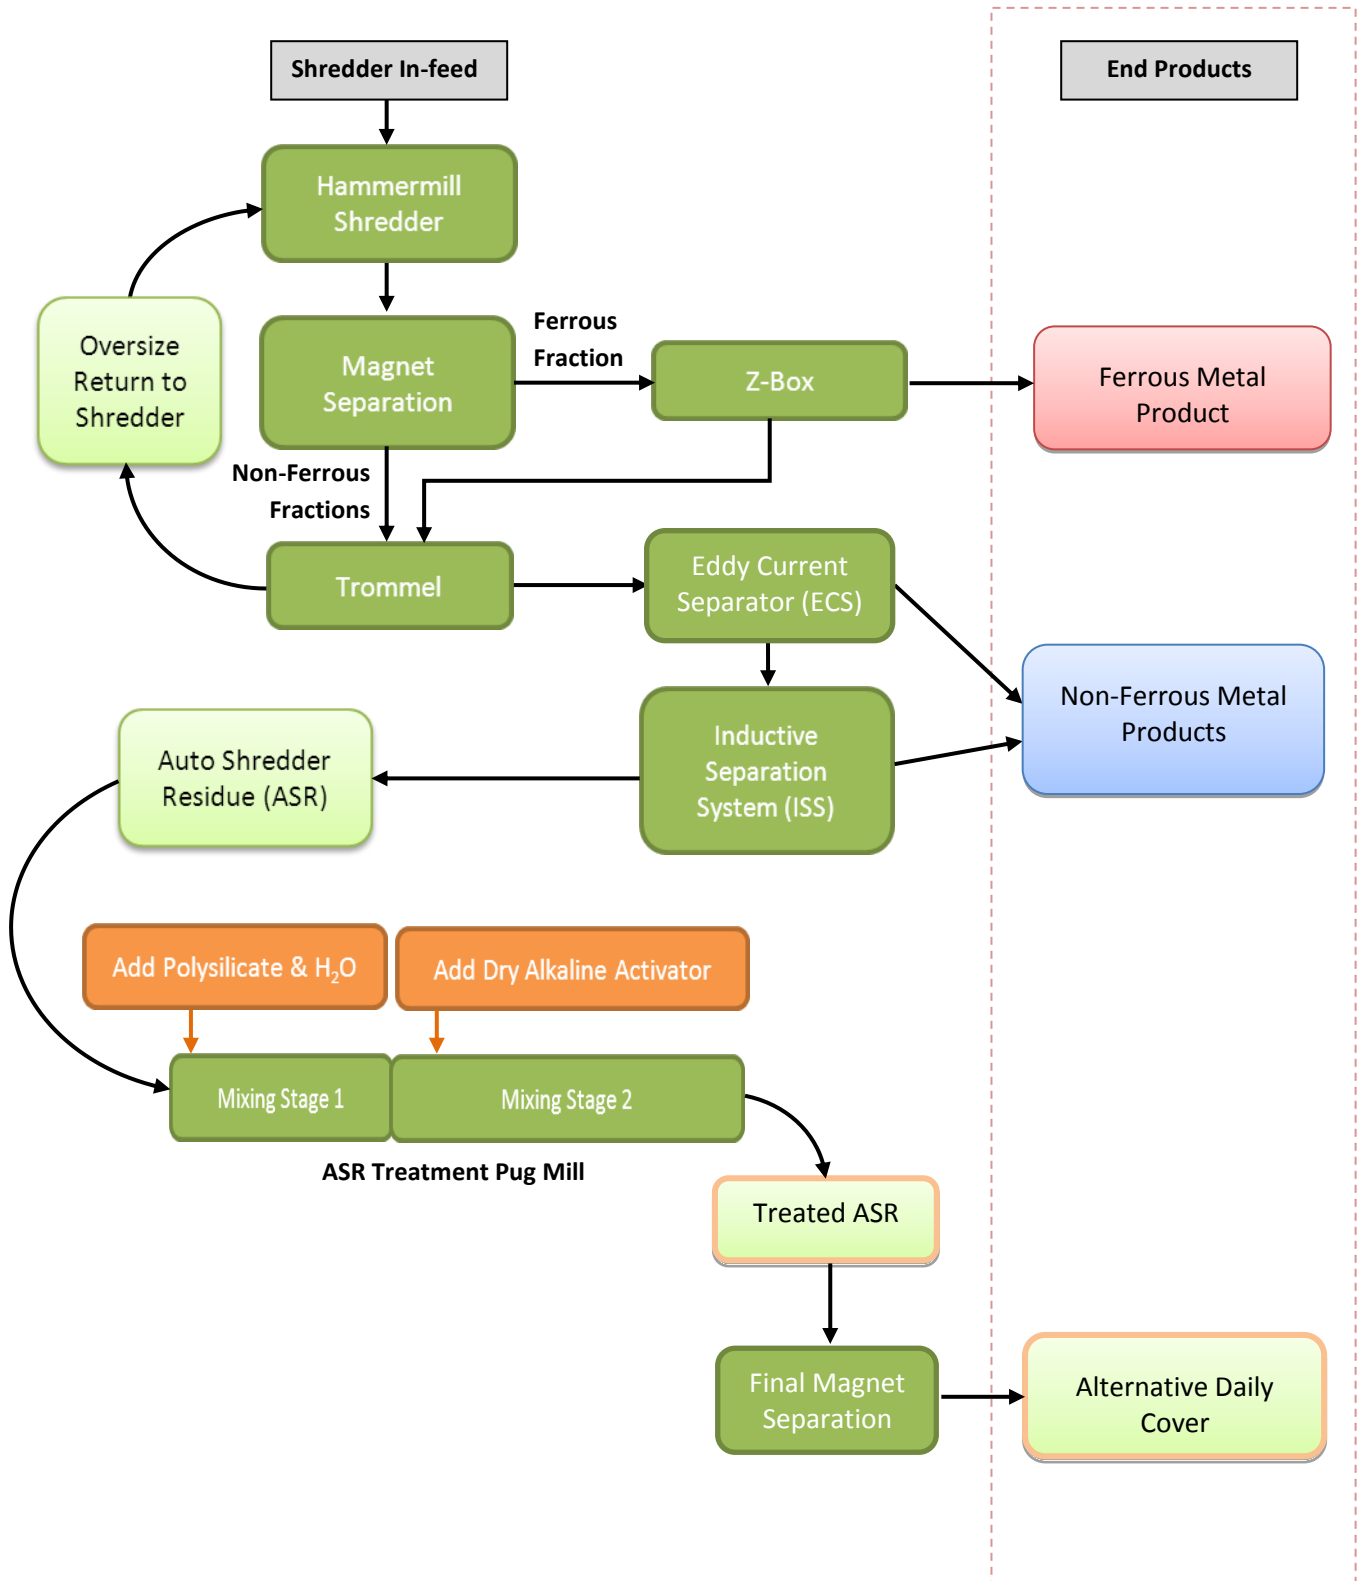 Shredder In-feed
End Products
Hammermill
Shredder
Oversize
Return to
Shredder
Magnet
Separation
Ferrous
Fraction
Z-Box
Ferrous Metal
Product
Non-Ferrous
Fractions
Trommel
Eddy Current
Separator (ECS)
Non-Ferrous Metal
Products
Inductive
Separation
System (ISS)
Auto Shredder
Residue (ASR)
Add Polysilicate & H₂O
Add Dry Alkaline Activator
Mixing Stage 1
Mixing Stage 2
ASR Treatment Pug Mill
Treated ASR
Final Magnet
Separation
Alternative Daily
Cover